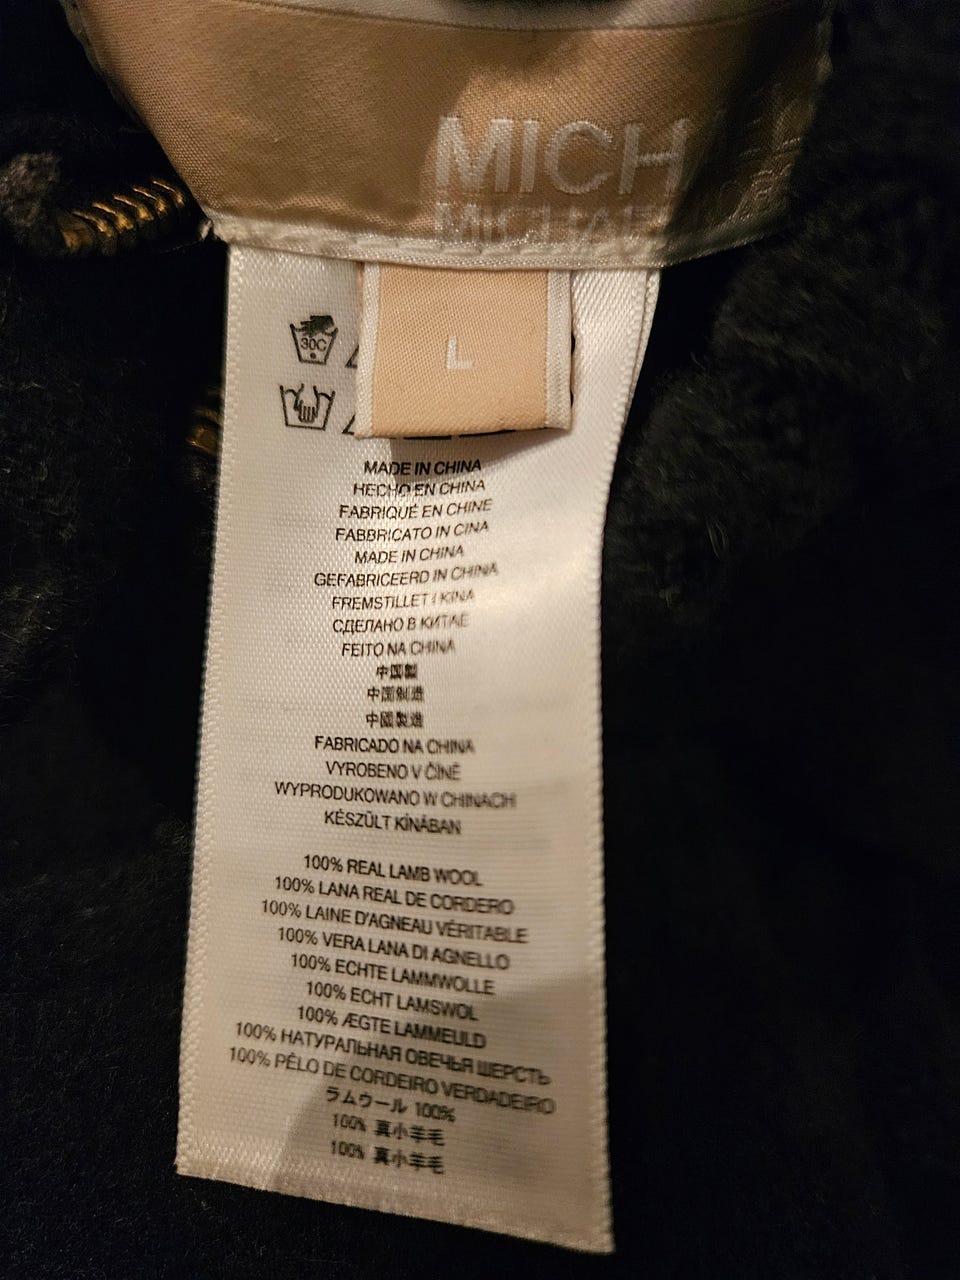 MICH
MICHAE
L
30C
MADE IN CHINA
HECHO EN CHINA
FABRIQUÉ EN CHINE
FABBRICATO IN CINA
MADE IN CHINA
GEFABRICEERD IN CHINA
FREMSTILLET I KINA
СДЕЛАНО В КИТАЕ
FEITO NA CHINA
中国製
中国制造
中國製造
FABRICADO NA CHINA
VYROBENO V ČÍNĚ
WYPRODUKOWANO W CHINACH
KÉSZÜLT KÍNÁBAN
100% REAL LAMB WOOL
100% LANA REAL DE CORDERO
100% LAINE D'AGNEAU VÉRITABLE
100% VERA LANA DI AGNELLO
100% ECHTE LAMMWOLLE
100% ECHT LAMSWOL
100% ÆGTE LAMMEULD
100% НАТУРАЛЬНАЯ ОВЕЧЬЯ ШЕРСТЬ
100% PÊLO DE CORDEIRO VERDADEIRO
ラムウール 100%
100% 真小羊毛
100% 真小羊毛